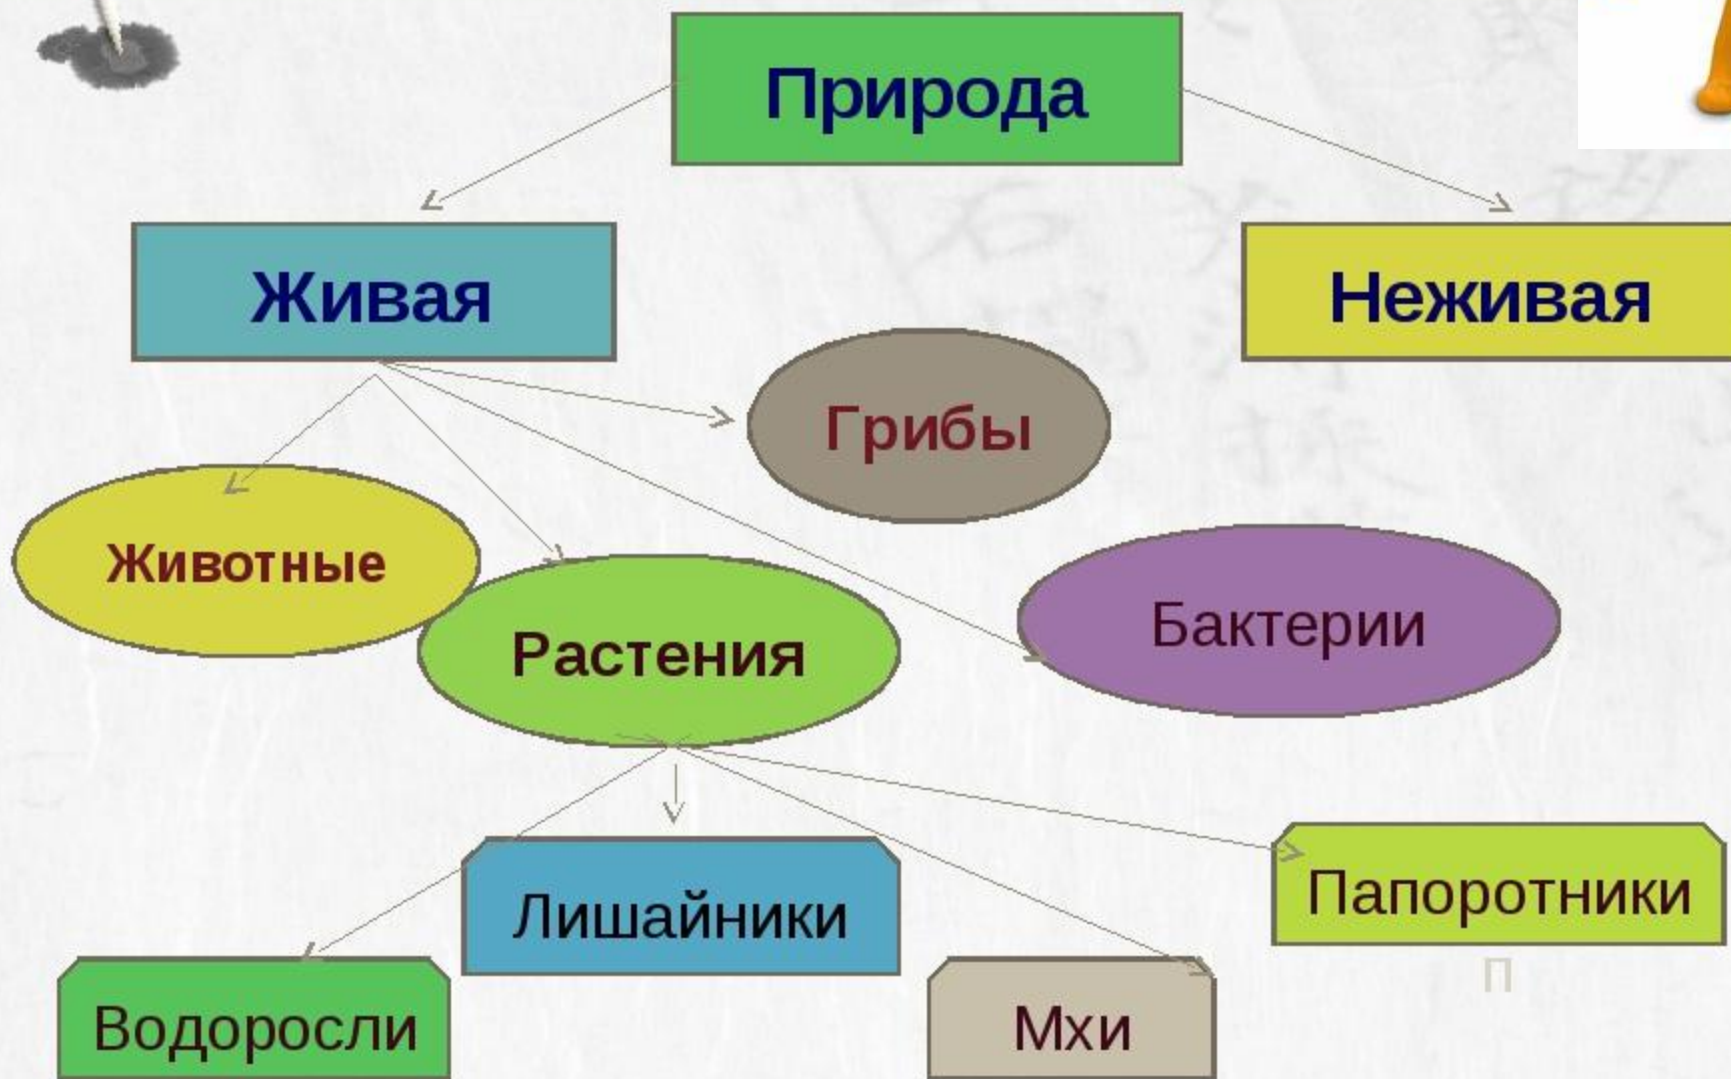 Природа
Живая
Неживая
Грибы
Животные
Растения
Бактерии
Лишайники
Папоротники
П
Водоросли
Мхи